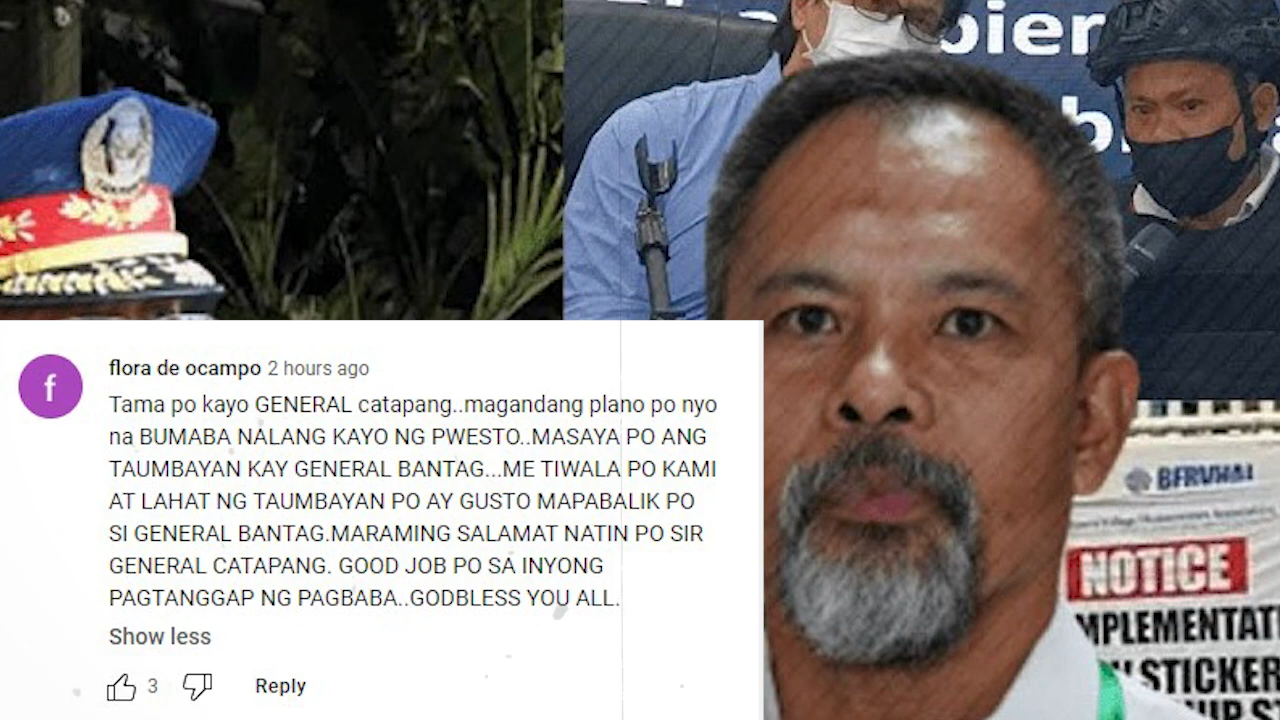 bier
b
flora de ocampo 2 hours ago
f
Tama po kayo GENERAL catapang..magandang plano po nyo
na BUMABA NALANG KAYO NG PWESTO..MASAYA PO ANG
TAUMBAYAN KAY GENERAL BANTAG...ME TIWALA PO KAMI
AT LAHAT NG TAUMBAYAN PO AY GUSTO MAPABALIK PO
SI GENERAL BANTAG.MARAMING SALAMAT NATIN PO SIR
GENERAL CATAPANG. GOOD JOB PO SA INYONG
PAGTANGGAP NG PAGBABA..GODBLESS YOU ALL.
Show less
3 Reply
BFRVHAI
NOTICE
MPLEMENTATI
STICKER